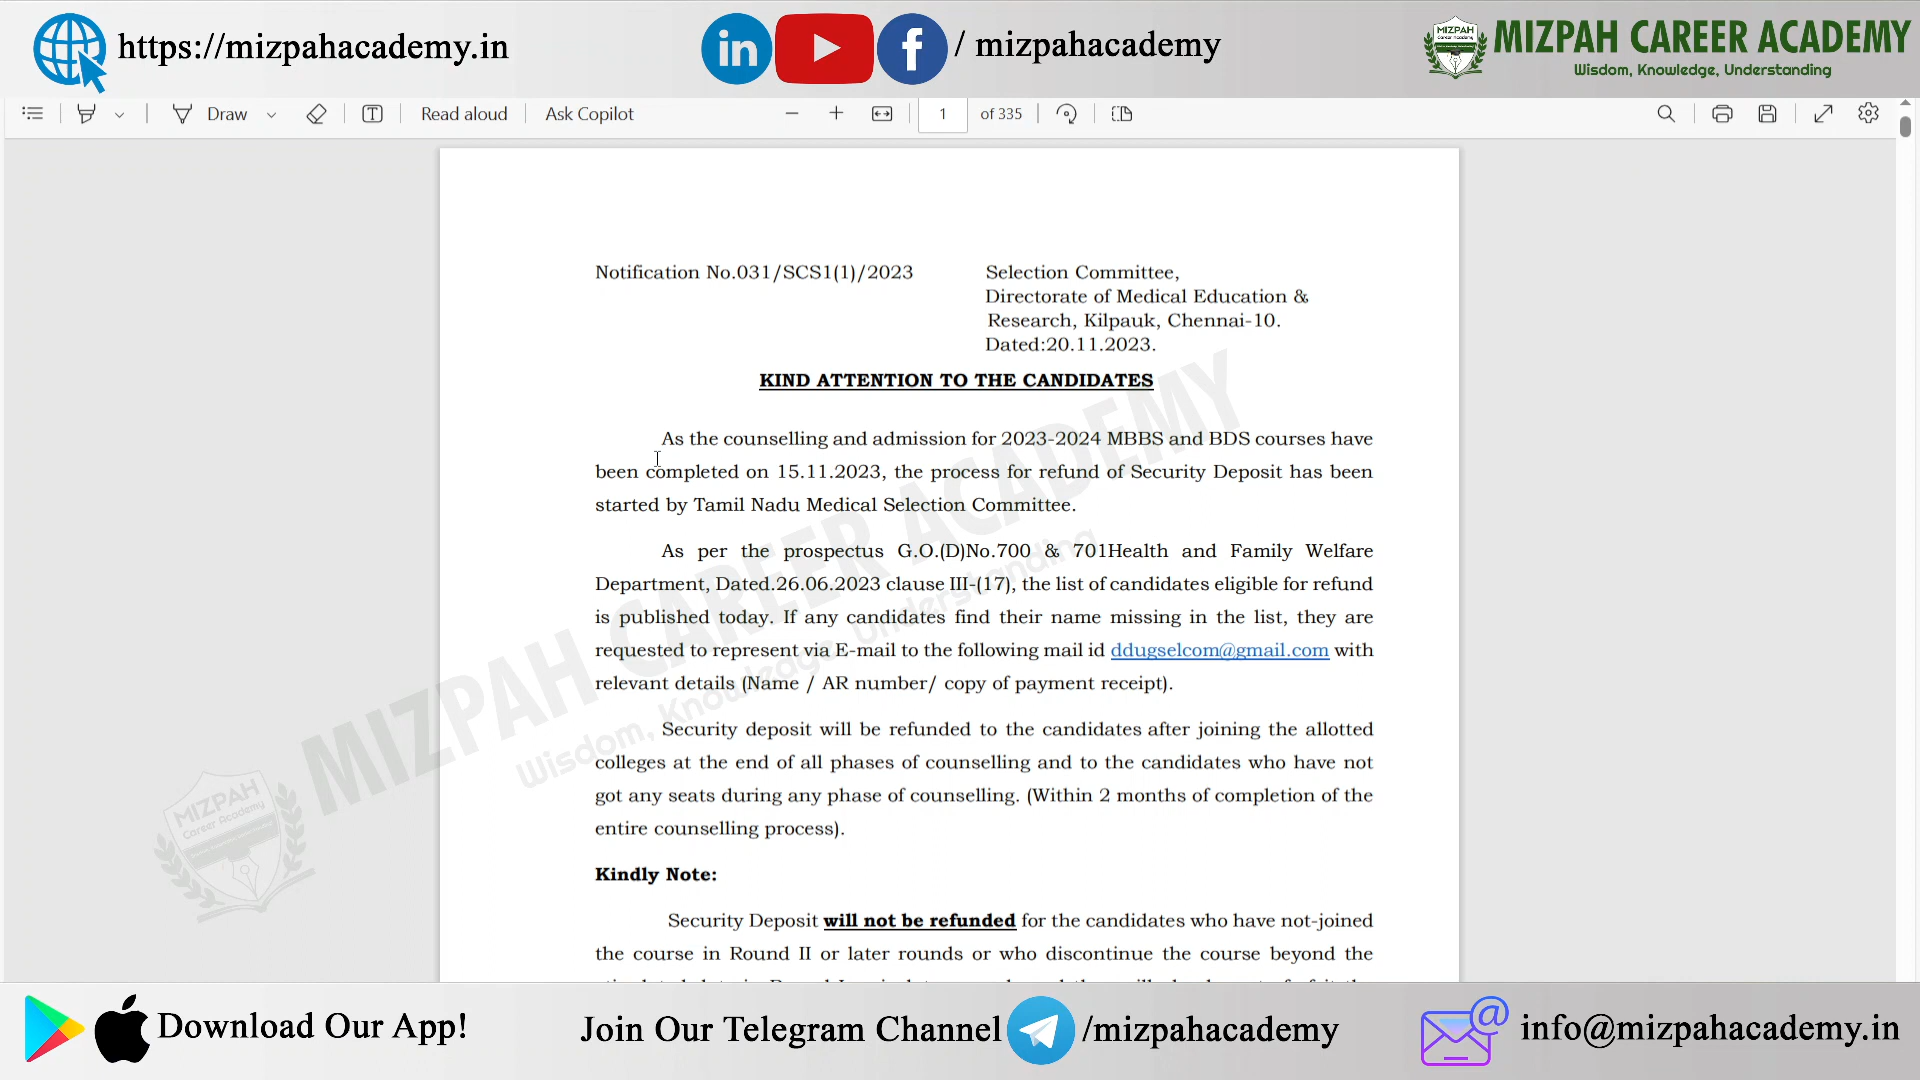 https://mizpahacademy.in
/ mizpahacademy
MIZPAH
Career Academy
MIZPAH CAREER ACADEMY
Wisdom, Knowledge, Understanding
Draw
Read aloud
Ask Copilot
1 of 335
Notification No.031/SCS1(1)/2023
Selection Committee,
Directorate of Medical Education &
Research, Kilpauk, Chennai-10.
Dated:20.11.2023.
KIND ATTENTION TO THE CANDIDATES
As the counselling and admission for 2023-2024 MBBS and BDS courses have
been completed on 15.11.2023, the process for refund of Security Deposit has been
started by Tamil Nadu Medical Selection Committee.
As per the prospectus G.O.(D)No.700 & 701Health and Family Welfare
Department, Dated.26.06.2023 clause III-(17), the list of candidates eligible for refund
is published today. If any candidates find their name missing in the list, they are
requested to represent via E-mail to the following mail id ddugselcom@gmail.com with
relevant details (Name / AR number/ copy of payment receipt).
Security deposit will be refunded to the candidates after joining the allotted
colleges at the end of all phases of counselling and to the candidates who have not
got any seats during any phase of counselling. (Within 2 months of completion of the
entire counselling process).
Kindly Note:
Security Deposit will not be refunded for the candidates who have not-joined
the course in Round II or later rounds or who discontinue the course beyond the
MIZPAH CAREER ACADEMY
Wisdom, Knowledge, Understanding
MIZPAH
Career Academy
Download Our App!
Join Our Telegram Channel
/mizpahacademy
info@mizpahacademy.in